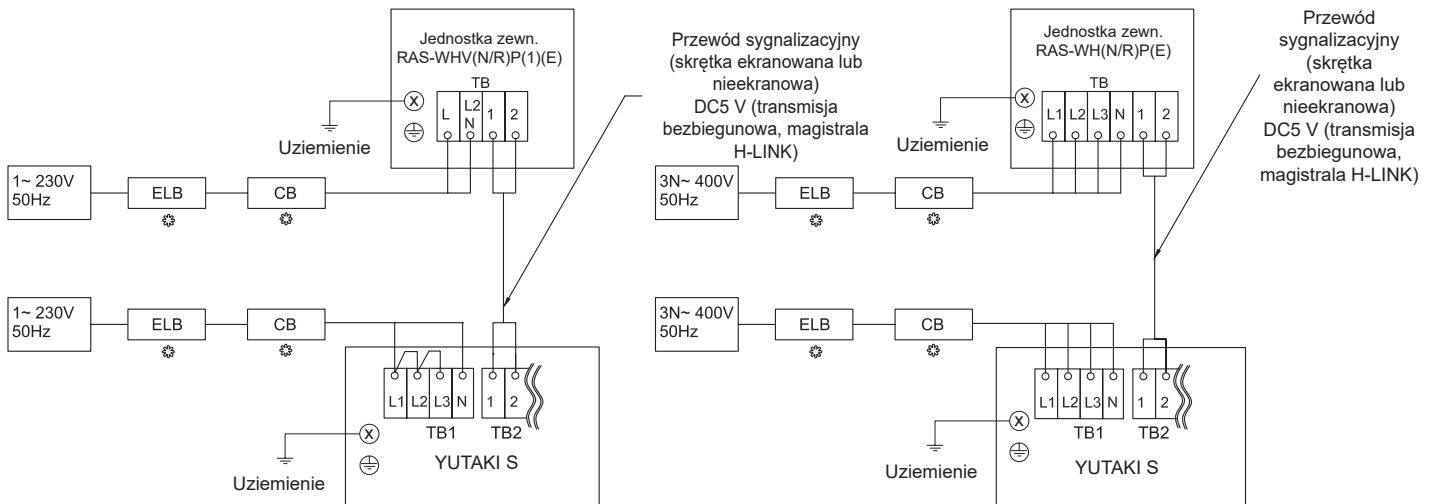 Jednostka zewn.
RAS-WHV(N/R)P(1)(E)
TB
L
L2
N
1
2
X
Uziemienie
1~ 230V
50Hz
ELB
CB
Przewód sygnalizacyjny
(skrętka ekranowana lub
nieekranowa)
DC5 V (transmisja
bezbiegunowa, magistrala
H-LINK)
1~ 230V
50Hz
ELB
CB
L1
L2
L3
N
1
2
TB1
TB2
X
Uziemienie
YUTAKI S
Jednostka zewn.
RAS-WH(N/R)P(E)
TB
L1
L2
L3
N
1
2
X
Uziemienie
3N~ 400V
50Hz
ELB
CB
Przewód
sygnalizacyjny
(skrętka
ekranowana lub
nieekranowa)
DC5 V (transmisja
bezbiegunowa,
magistrala H-LINK)
3N~ 400V
50Hz
ELB
CB
L1
L2
L3
N
1
2
TB1
TB2
X
Uziemienie
YUTAKI S